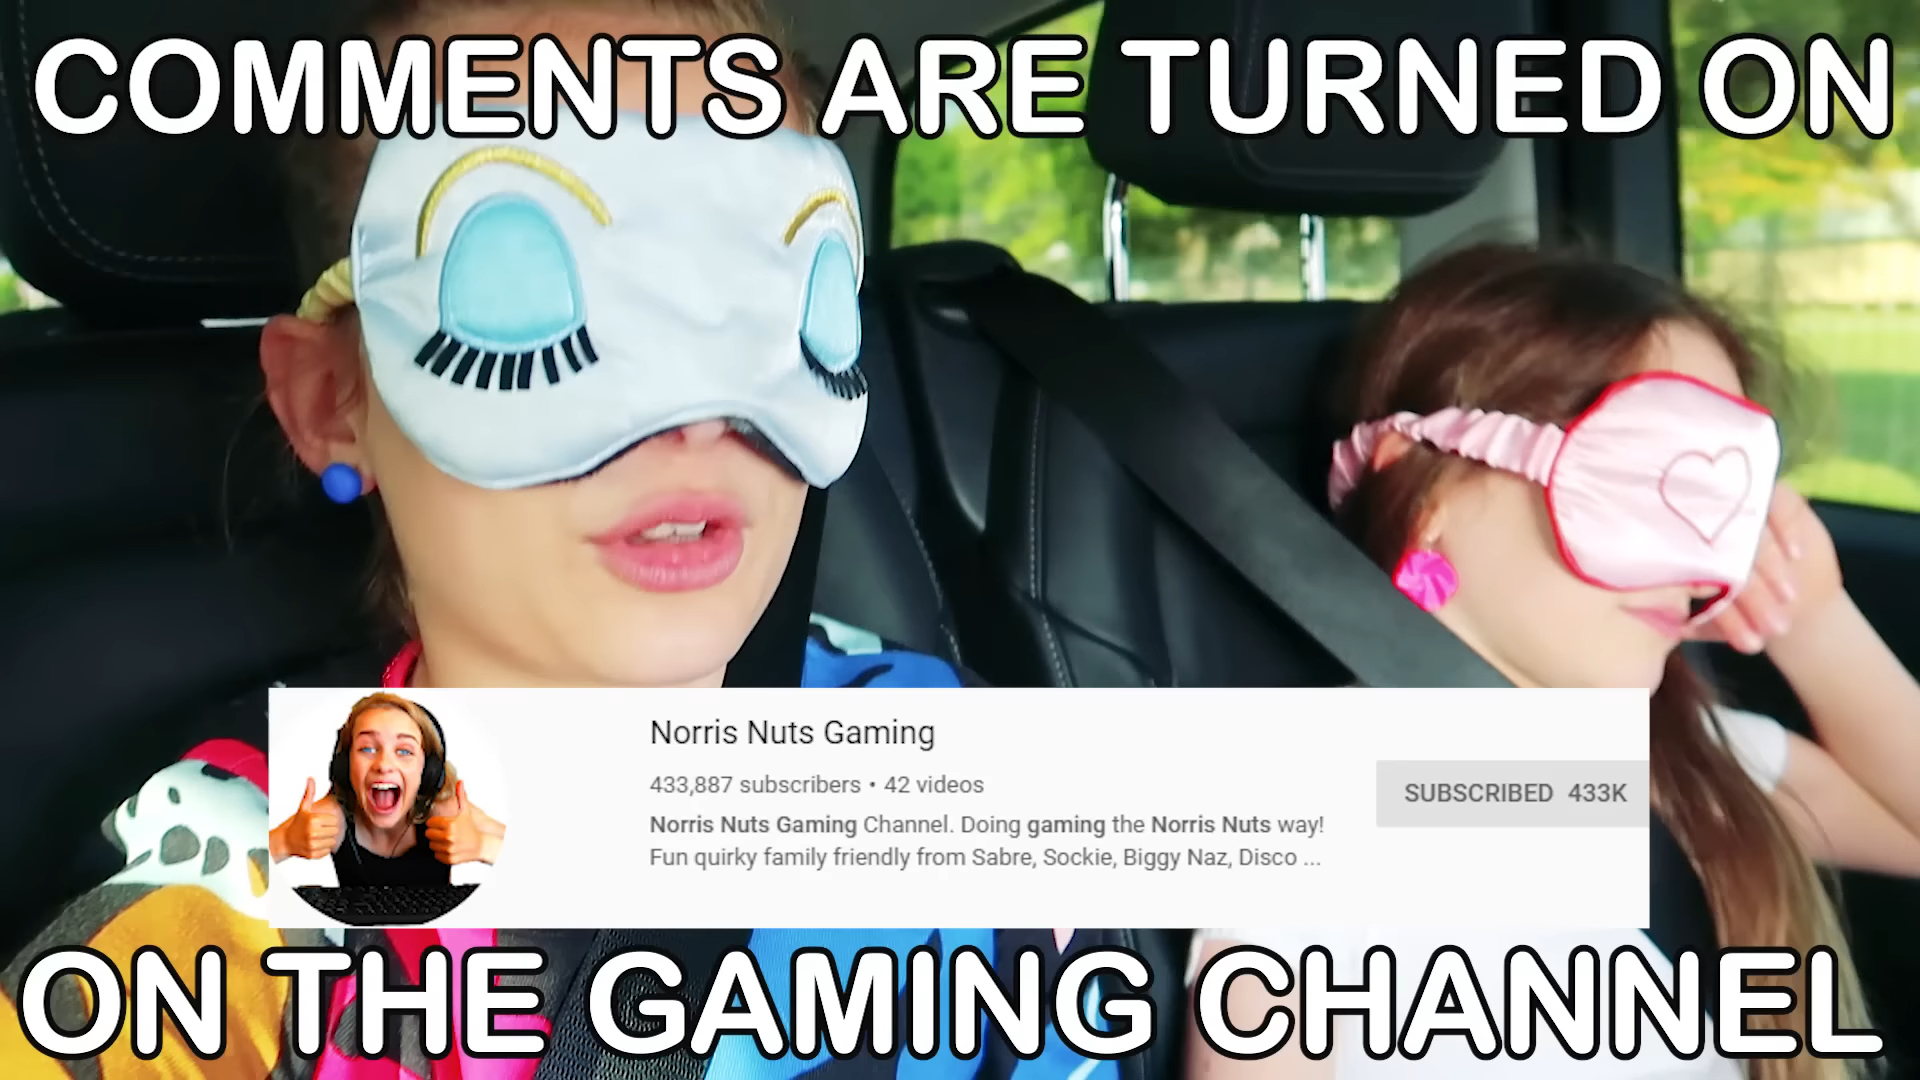 COMMENTS ARE TURNED ON
Norris Nuts Gaming
433,887 subscribers • 42 videos
SUBSCRIBED 433K
Norris Nuts Gaming Channel. Doing gaming the Norris Nuts way!
Fun quirky family friendly from Sabre, Sockie, Biggy Naz, Disco ...
ON THE GAMING CHANNEL